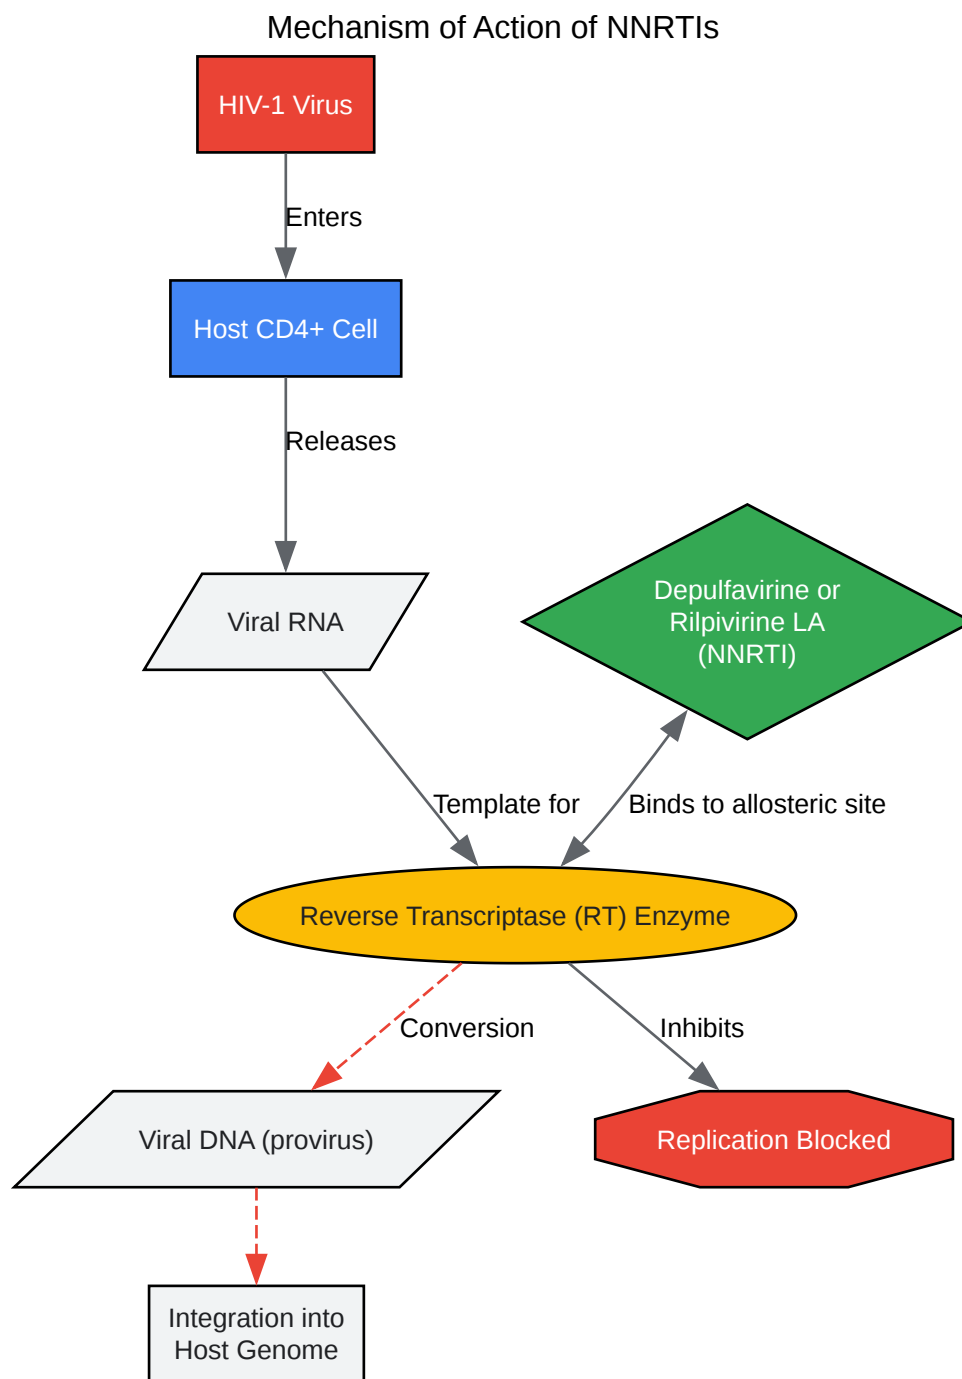 Mechanism of Action of NNRTIs
HIV-1 Virus
Enters
Host CD4+ Cell
Releases
Viral RNA
Depulfavirine or
Rilpivirine LA
(NNRTI)
Template for
Binds to allosteric site
Reverse Transcriptase (RT) Enzyme
Conversion
Inhibits
Viral DNA (provirus)
Replication Blocked
Integration into
Host Genome